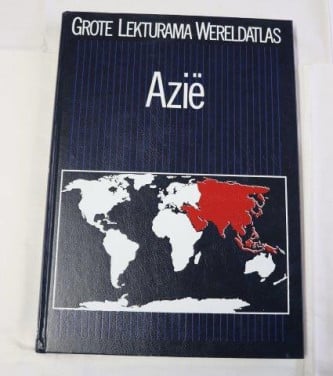 GROTE LEKTURAMA WERELDATLAS
Azië